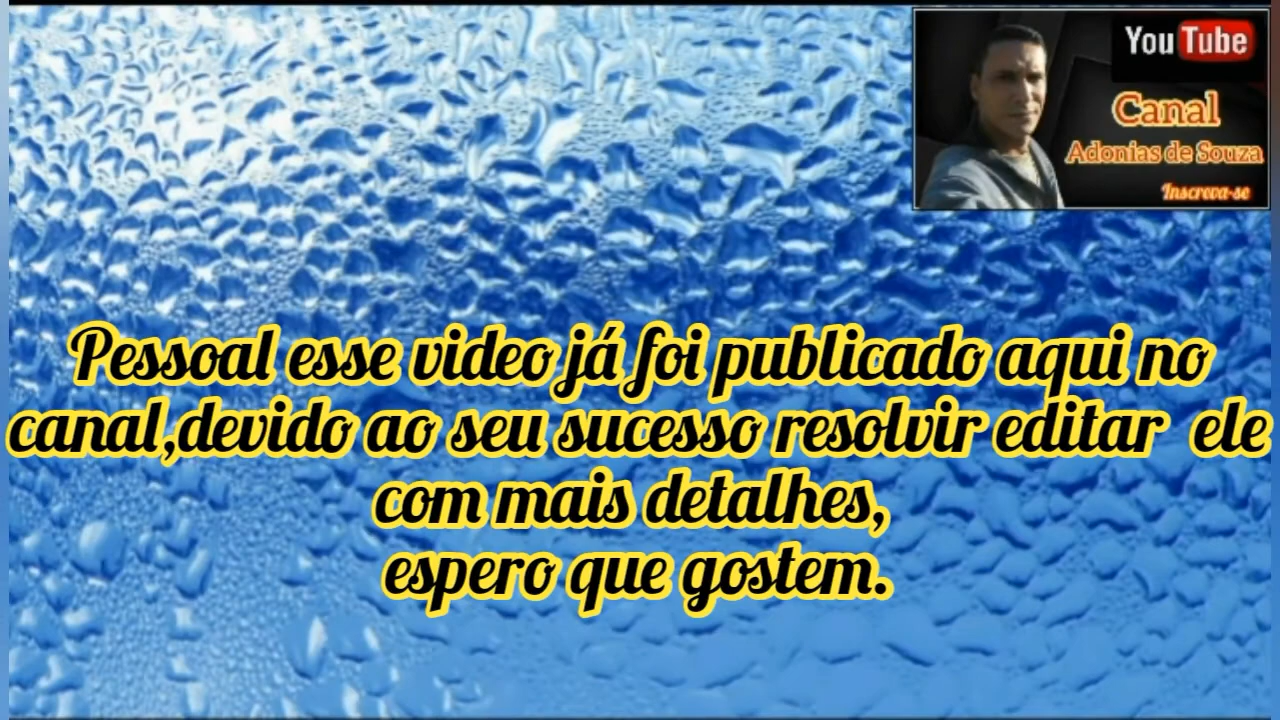 YouTube
Canal
Adonias de Souza
Inscreva-se
Pessoal esse video já foi publicado aqui no
canal,devido ao seu sucesso resolvir editar ele
com mais detalhes,
espero que gostem.